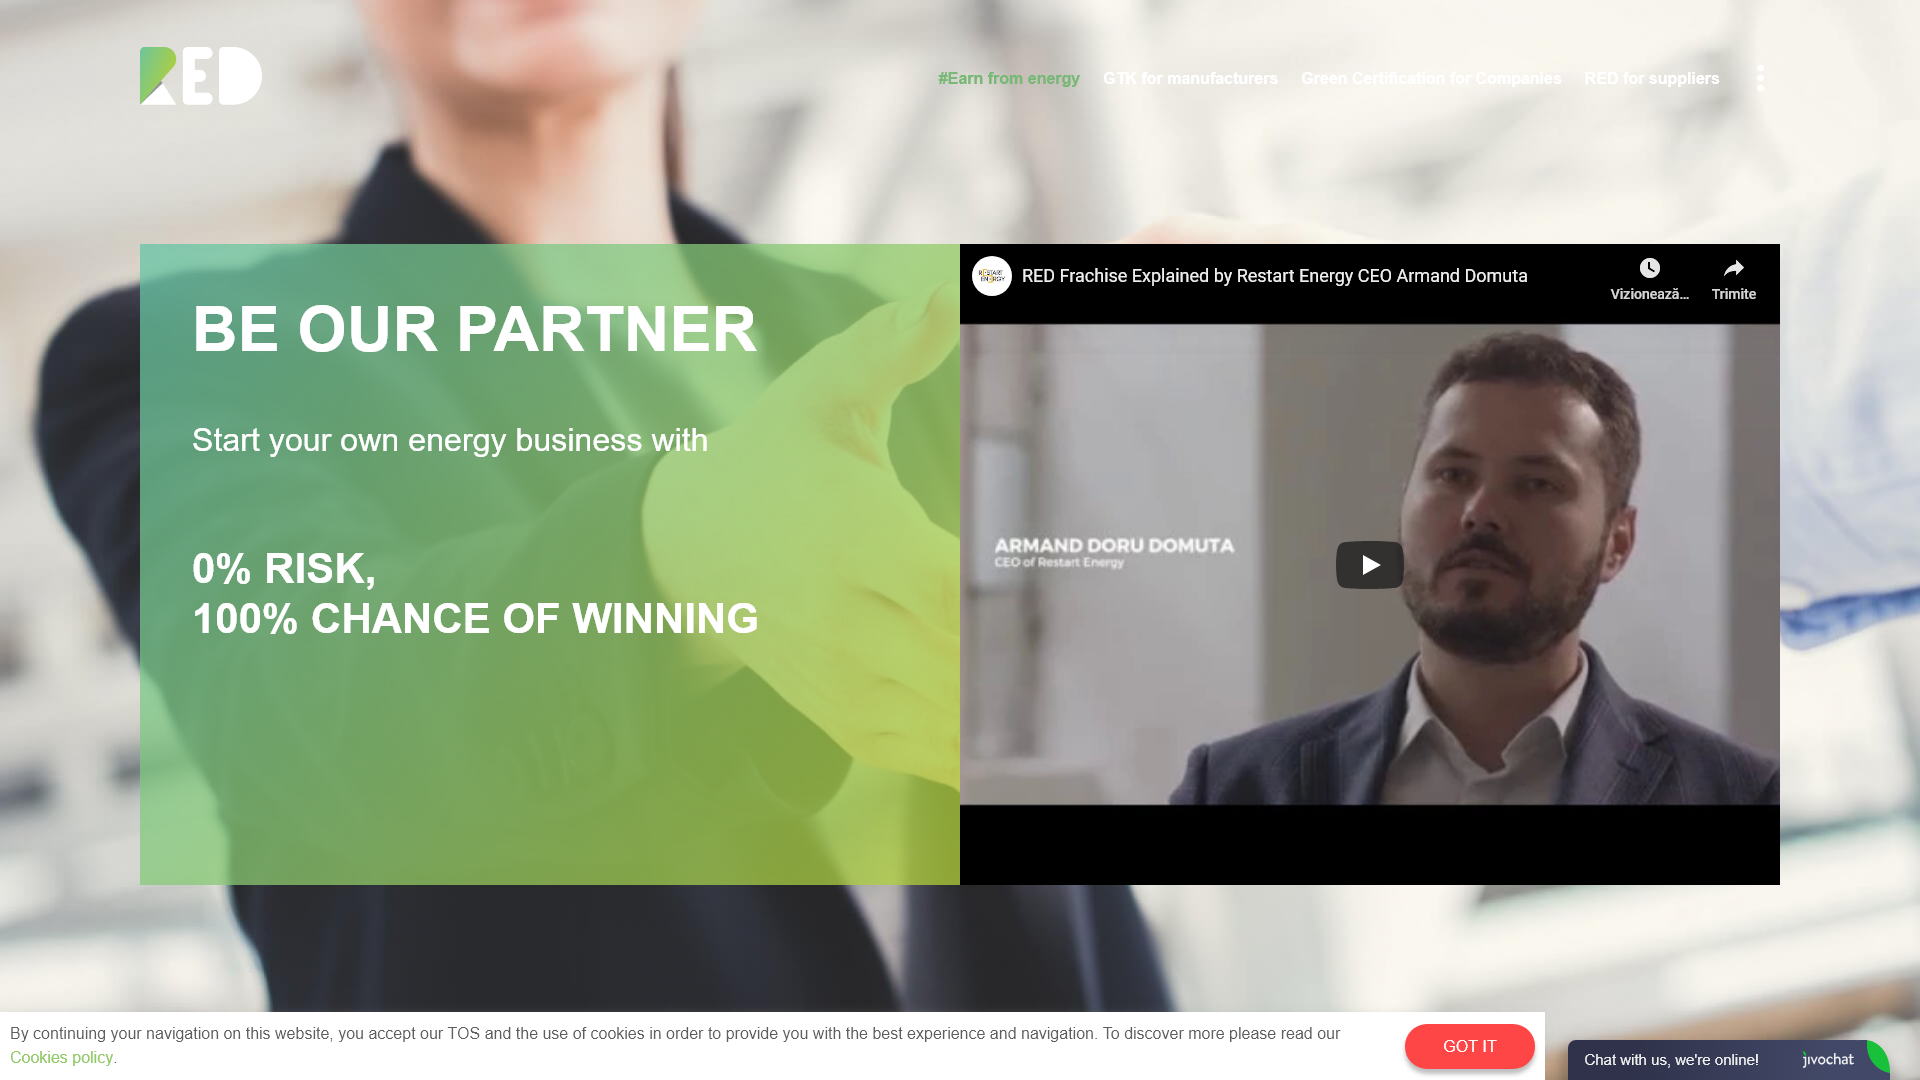 RED
#Earn from energy
GTK for manufacturers
Green Certification for Companies
RED for suppliers
BE OUR PARTNER
Start your own energy business with
0% RISK,
100% CHANCE OF WINNING
RESTART
ENERGY
RED Frachise Explained by Restart Energy CEO Armand Domuta
Vizionează...
Trimite
ARMAND DORU DOMUTA
CEO of Restart Energy
By continuing your navigation on this website, you accept our TOS and the use of cookies in order to provide you with the best experience and navigation. To discover more please read our
Cookies policy.
GOT IT
Chat with us, we're online!
jivochat